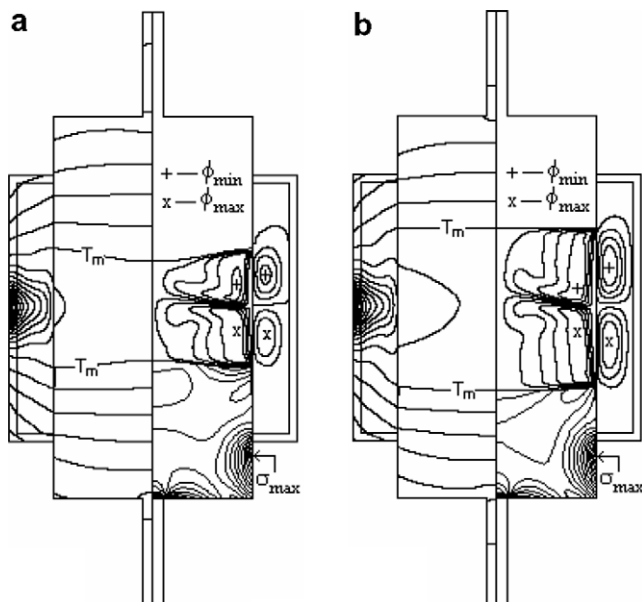 a
b
+ — ϕmin
x — ϕmax
+ — ϕmin
x — ϕmax
Tm
Tm
+ +
x x
+ +
x x
Tm
Tm
σmax
σmax